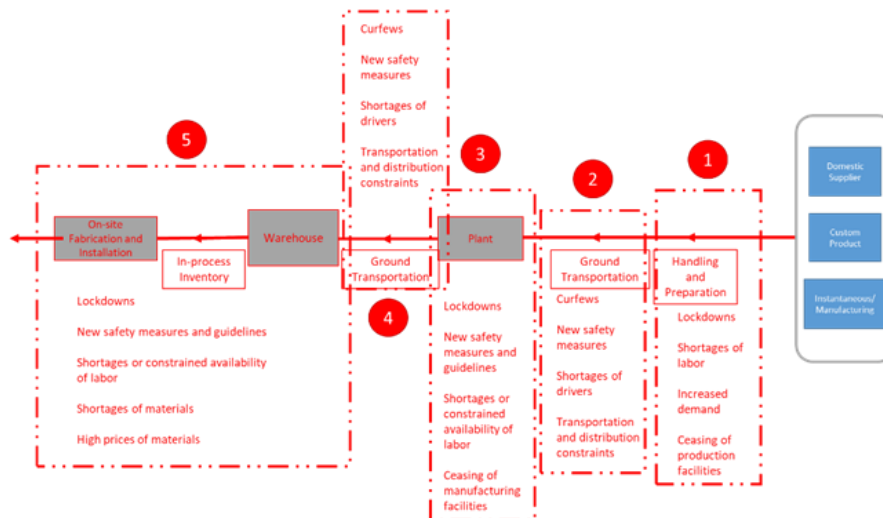 Curfews
New safety
measures
Shortages of
drivers
Transportation
and distribution
constraints
5
3
1
2
Domestic
Supplier
Custom
Product
Instantaneous/
Manufacturing
On-site
Fabrication and
Installation
In-process
Inventory
Warehouse
Ground
Transportation
4
Plant
Ground
Transportation
Handling
and
Preparation
Lockdowns
New safety measures and guidelines
Shortages or constrained availability
of labor
Shortages of materials
High prices of materials
Lockdowns
New safety
measures and
guidelines
Shortages or
constrained
availability of
labor
Ceasing of
manufacturing
facilities
Curfews
New safety
measures
Shortages of
drivers
Transportation
and distribution
constraints
Lockdowns
Shortages of
labor
Increased
demand
Ceasing of
production
facilities